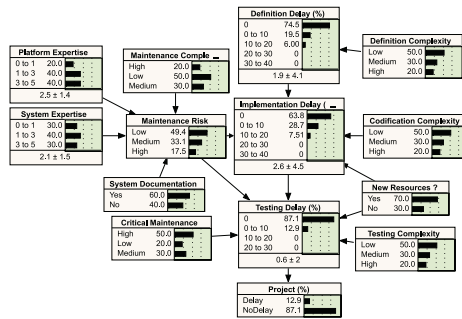 Definition Delay (%)
0 74.5
0 to 10 19.5
10 to 20 6.00
20 to 30 0
30 to 40 0
1.9 ± 4.1
Platform Expertise
0 to 1 20.0
1 to 3 40.0
3 to 5 40.0
2.5 ± 1.4
Maintenance Comple ...
High 20.0
Low 50.0
Medium 30.0
Definition Complexity
Low 50.0
Medium 30.0
High 20.0
System Expertise
0 to 1 30.0
1 to 3 40.0
3 to 5 30.0
2.1 ± 1.5
Maintenance Risk
Low 49.4
Medium 33.1
High 17.5
Implementation Delay ( ...
0 63.8
0 to 10 28.7
10 to 20 7.51
20 to 30 0
30 to 40 0
2.6 ± 4.5
Codification Complexity
Low 50.0
Medium 30.0
High 20.0
System Documentation
Yes 60.0
No 40.0
New Resources ?
Yes 70.0
No 30.0
Critical Maintenance
High 50.0
Low 20.0
Medium 30.0
Testing Delay (%)
0 87.1
0 to 10 12.9
10 to 20 0
20 to 30 0
0.6 ± 2
Testing Complexity
Low 50.0
Medium 30.0
High 20.0
Project (%)
Delay 12.9
NoDelay 87.1